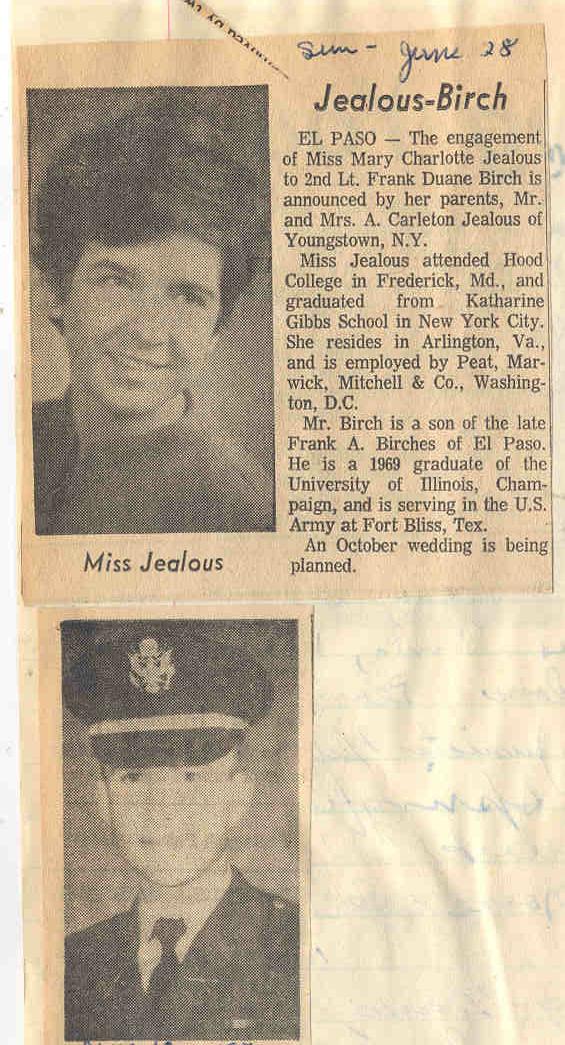 Sun - June 28
Jealous-Birch
EL PASO — The engagement
of Miss Mary Charlotte Jealous
to 2nd Lt. Frank Duane Birch is
announced by her parents, Mr.
and Mrs. A. Carleton Jealous of
Youngstown, N.Y.
Miss Jealous attended Hood
College in Frederick, Md., and
graduated from Katharine
Gibbs School in New York City.
She resides in Arlington, Va.,
and is employed by Peat, Mar-
wick, Mitchell & Co., Washing-
ton, D.C.
Mr. Birch is a son of the late
Frank A. Birches of El Paso.
He is a 1969 graduate of the
University of Illinois, Cham-
paign, and is serving in the U.S.
Army at Fort Bliss, Tex.
An October wedding is being
planned.
Miss Jealous